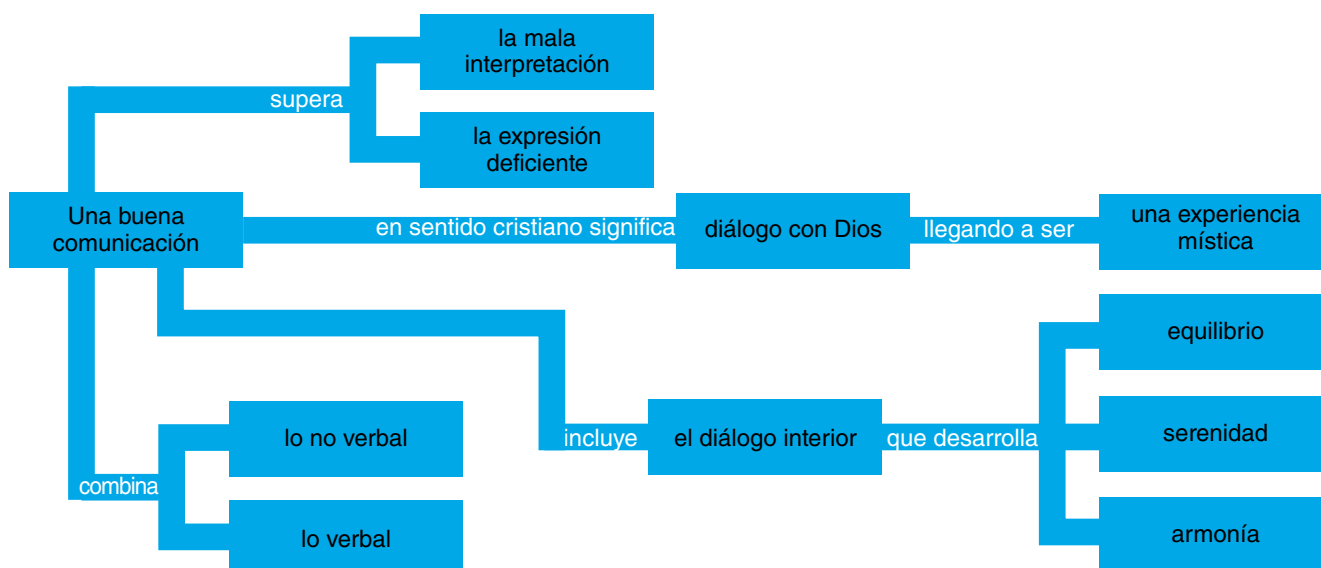 la mala
interpretación
supera
la expresión
deficiente
Una buena
comunicación
en sentido cristiano significa
diálogo con Dios
llegando a ser
una experiencia
mística
equilibrio
incluye
el diálogo interior
que desarrolla
serenidad
armonía
combina
lo no verbal
lo verbal